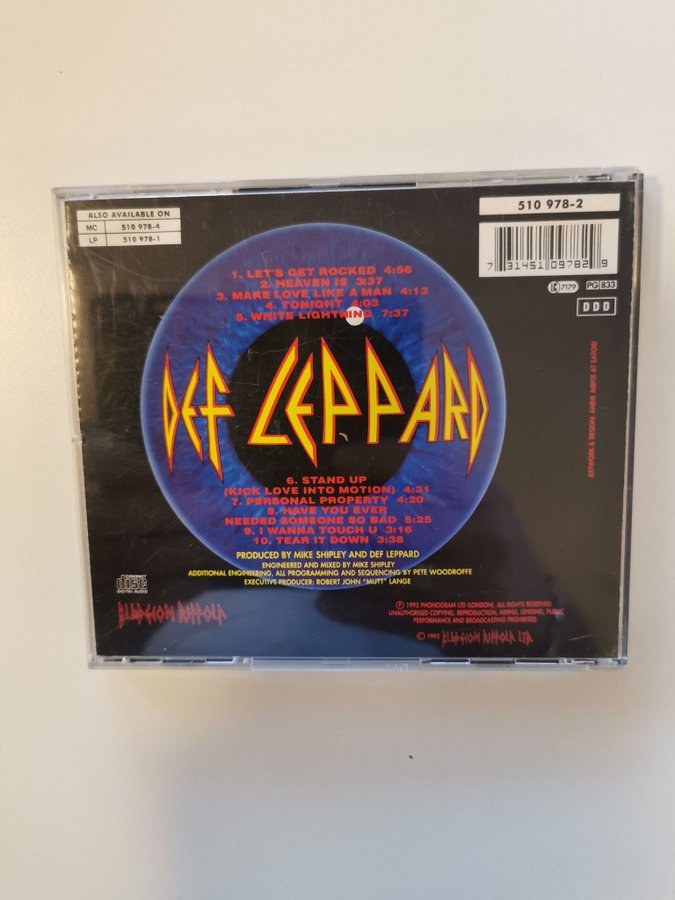 ALSO AVAILABLE ON
MC 510 978-4
LP 510 978-1
510 978-2
7 31451 09782 9
LC 7179 PG 833
DDD
1. LET'S GET ROCKED 4:56
2. HEAVEN IS 3:37
3. MAKE LOVE LIKE A MAN 4:13
4. TONIGHT 4:03
5. WHITE LIGHTNING 7:37
DEF LEPPARD
6. STAND UP
(KICK LOVE INTO MOTION) 4:31
7. PERSONAL PROPERTY 4:20
8. HAVE YOU EVER
NEEDED SOMEONE SO BAD 5:25
9. I WANNA TOUCH U 3:16
10. TEAR IT DOWN 3:38
PRODUCED BY MIKE SHIPLEY AND DEF LEPPARD
ENGINEERED AND MIXED BY MIKE SHIPLEY
ADDITIONAL ENGINEERING, ALL PROGRAMMING AND SEQUENCING BY PETE WOODROFFE
EXECUTIVE PRODUCER: ROBERT JOHN "MUTT" LANGE
ARTWORK & DESIGN: ANDIE AIRFIX AT SATORI
COMPACT
disc
DIGITAL AUDIO
BLUDGEON RIFFOLA
℗ 1992 PHONOGRAM LTD (LONDON). ALL RIGHTS RESERVED.
UNAUTHORISED COPYING, REPRODUCTION, HIRING, LENDING, PUBLIC
PERFORMANCE AND BROADCASTING PROHIBITED.
© 1992 BLUDGEON RIFFOLA LTD.